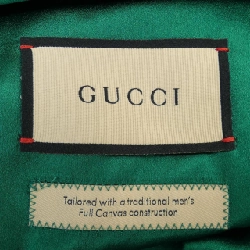 GUCCI
Tailored with a traditional men's
Full Canvas construction